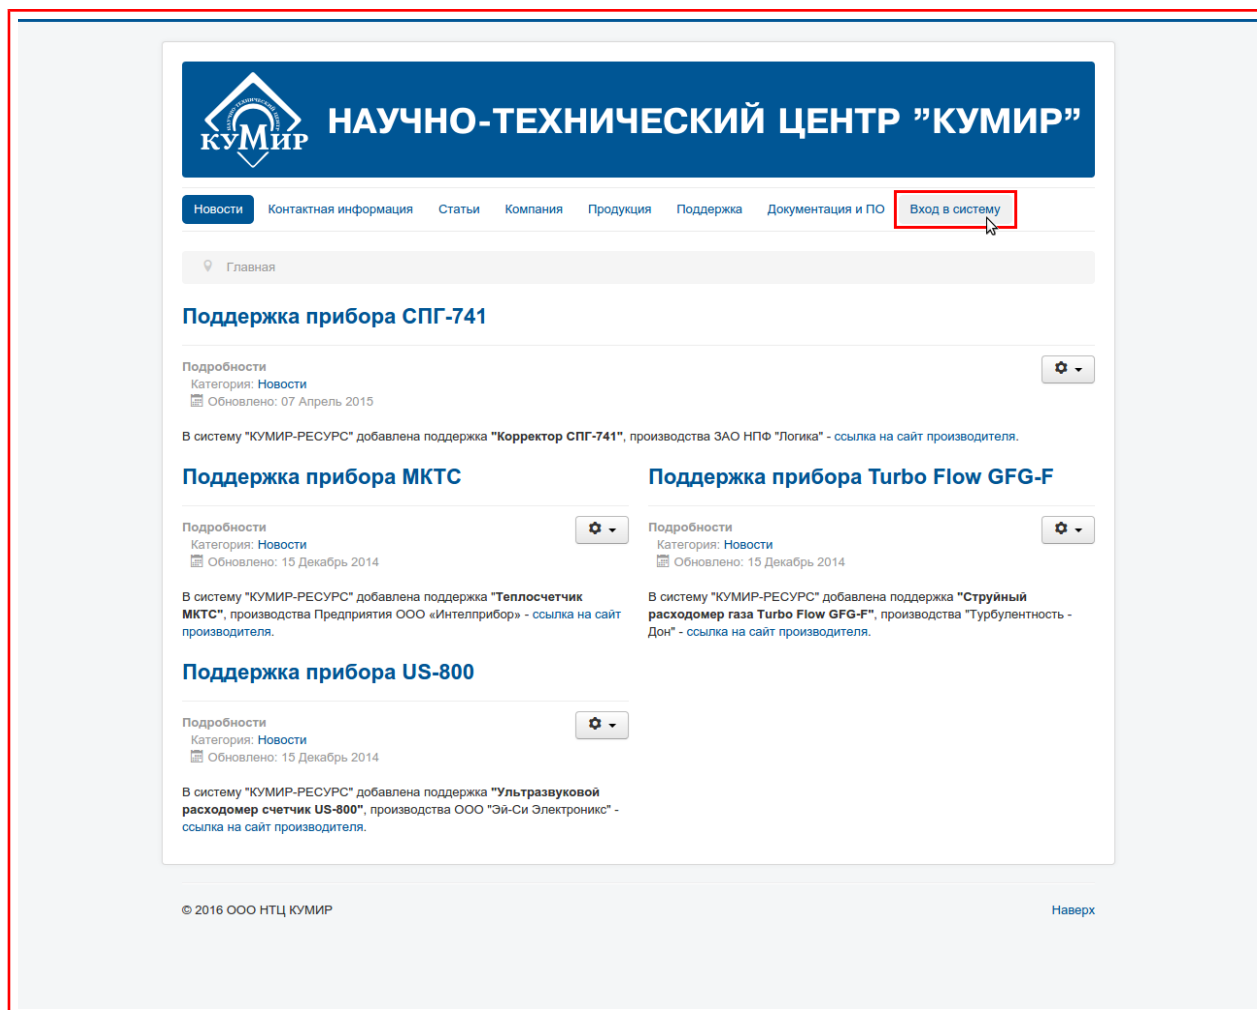 КУМИР
НАУЧНО-ТЕХНИЧЕСКИЙ ЦЕНТР ”КУМИР”
Новости Контактная информация Статьи Компания Продукция Поддержка Документация и ПО Вход в систему
Главная
Поддержка прибора СПГ-741
Подробности
Категория: Новости
Обновлено: 07 Апрель 2015
В систему "КУМИР-РЕСУРС" добавлена поддержка "Корректор СПГ-741", производства ЗАО НПФ "Логика" - ссылка на сайт производителя.
Поддержка прибора МКТС
Подробности
Категория: Новости
Обновлено: 15 Декабрь 2014
В систему "КУМИР-РЕСУРС" добавлена поддержка "Теплосчетчик
МКТС", производства Предприятия ООО «Интелприбор» - ссылка на сайт
производителя.
Поддержка прибора Turbo Flow GFG-F
Подробности
Категория: Новости
Обновлено: 15 Декабрь 2014
В систему "КУМИР-РЕСУРС" добавлена поддержка "Струйный
расходомер газа Turbo Flow GFG-F", производства "Турбулентность -
Дон" - ссылка на сайт производителя.
Поддержка прибора US-800
Подробности
Категория: Новости
Обновлено: 15 Декабрь 2014
В систему "КУМИР-РЕСУРС" добавлена поддержка "Ультразвуковой
расходомер счетчик US-800", производства ООО "Эй-Си Электроникс" -
ссылка на сайт производителя.
© 2016 ООО НТЦ КУМИР
Наверх